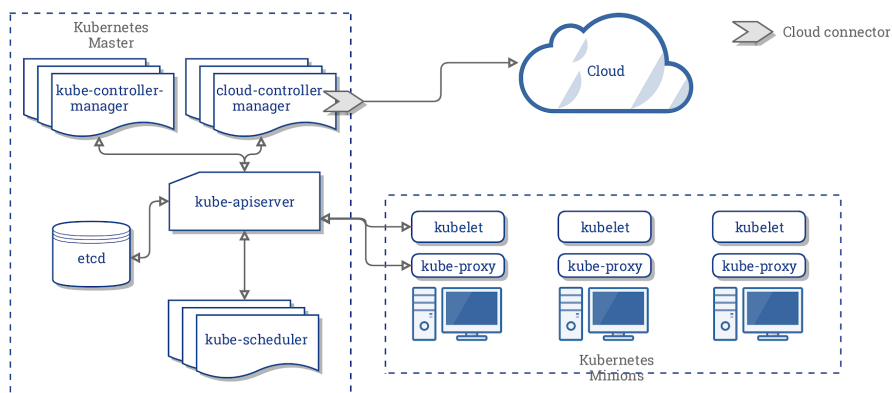 Kubernetes
Master
Cloud connector
Cloud
kube-controller-
manager
cloud-controller
manager
kube-apiserver
etcd
kube-scheduler
kubelet
kubelet
kubelet
kube-proxy
kube-proxy
kube-proxy
Kubernetes
Minions